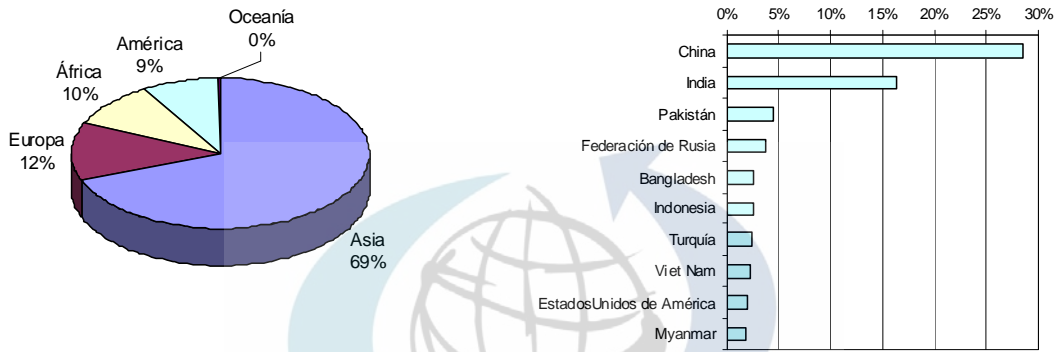 Oceanía
0%
América
9%
África
10%
Europa
12%
Asia
69%
0% 5% 10% 15% 20% 25% 30%
China
India
Pakistán
Federación de Rusia
Bangladesh
Indonesia
Turquía
Viet Nam
EstadosUnidos de América
Myanmar